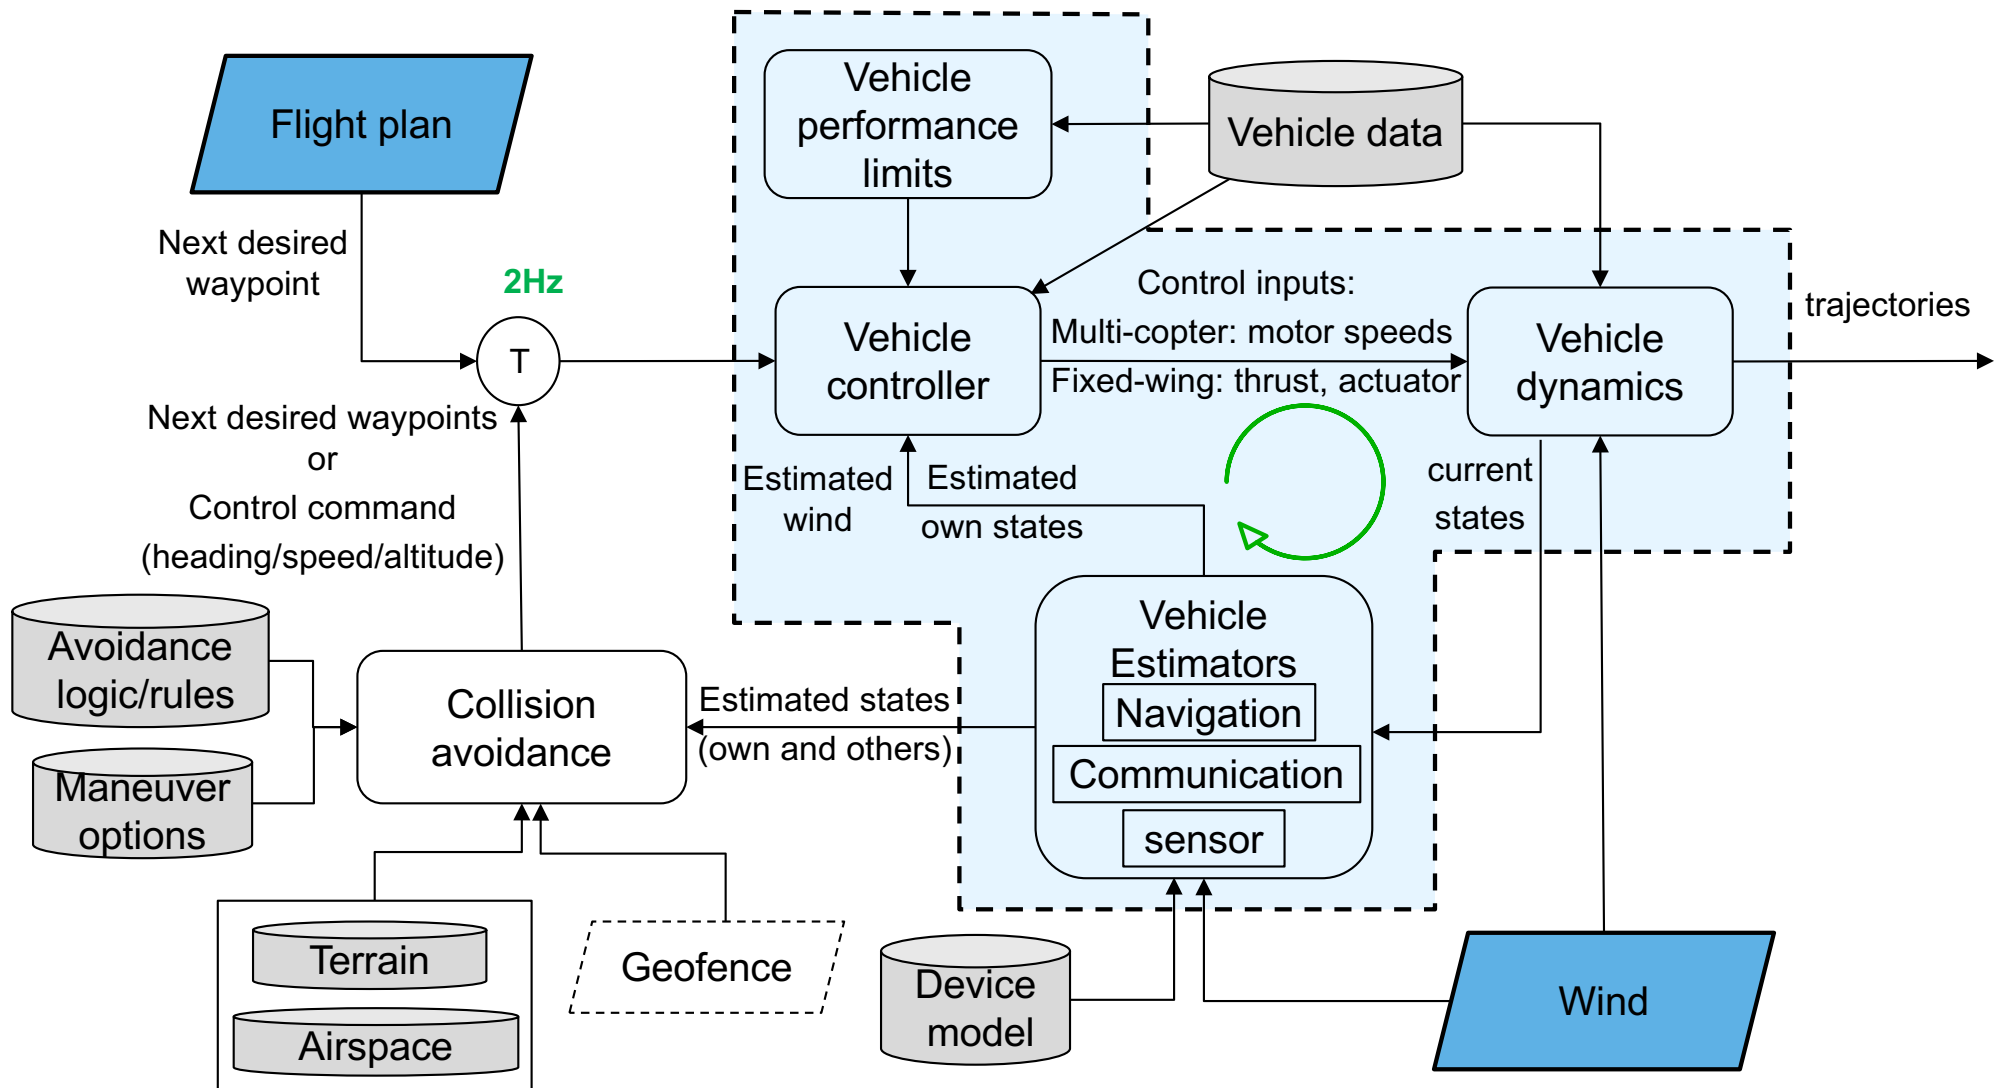 Flight plan
Next desired
waypoint
2Hz
T
Next desired waypoints
or
Control command
(heading/speed/altitude)
Vehicle
performance
limits
Vehicle data
Vehicle
controller
Control inputs:
Multi-copter: motor speeds
Fixed-wing: thrust, actuator
Vehicle
dynamics
trajectories
Estimated
wind
Estimated
own states
current
states
Avoidance
logic/rules
Maneuver
options
Collision
avoidance
Estimated states
(own and others)
Vehicle
Estimators
Navigation
Communication
sensor
Terrain
Airspace
Geofence
Device
model
Wind